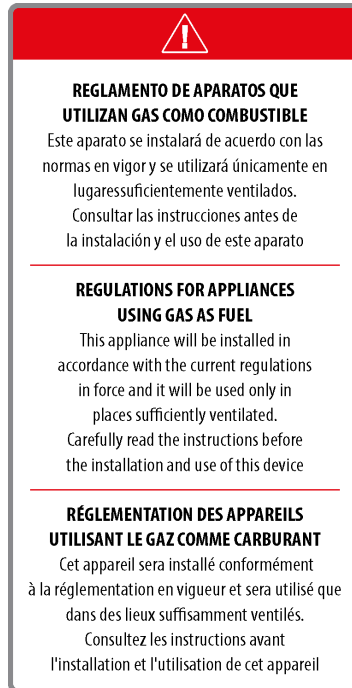 REGLAMENTO DE APARATOS QUE
UTILIZAN GAS COMO COMBUSTIBLE
Este aparato se instalará de acuerdo con las
normas en vigor y se utilizará únicamente en
lugaressuficientemente ventilados.
Consultar las instrucciones antes de
la instalación y el uso de este aparato
REGULATIONS FOR APPLIANCES
USING GAS AS FUEL
This appliance will be installed in
accordance with the current regulations
in force and it will be used only in
places sufficiently ventilated.
Carefully read the instructions before
the installation and use of this device
RÉGLEMENTATION DES APPAREILS
UTILISANT LE GAZ COMME CARBURANT
Cet appareil sera installé conformément
à la réglementation en vigueur et sera utilisé que
dans des lieux suffisamment ventilés.
Consultez les instructions avant
l'installation et l'utilisation de cet appareil